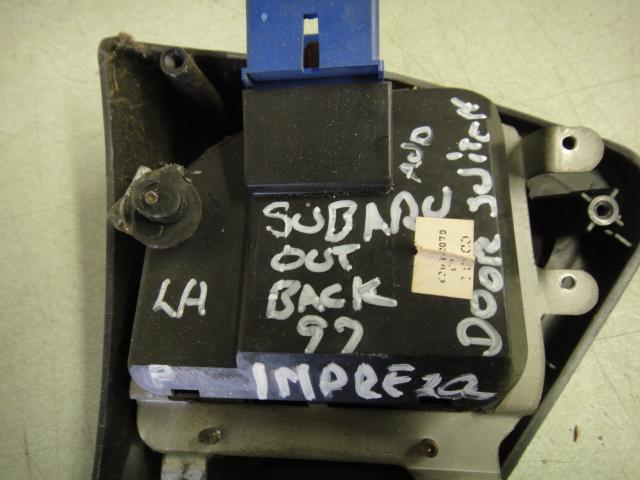 AWD
SUBARU
OUT
BACK
97
IMPREZA
LH
P
DOOR SWITCH